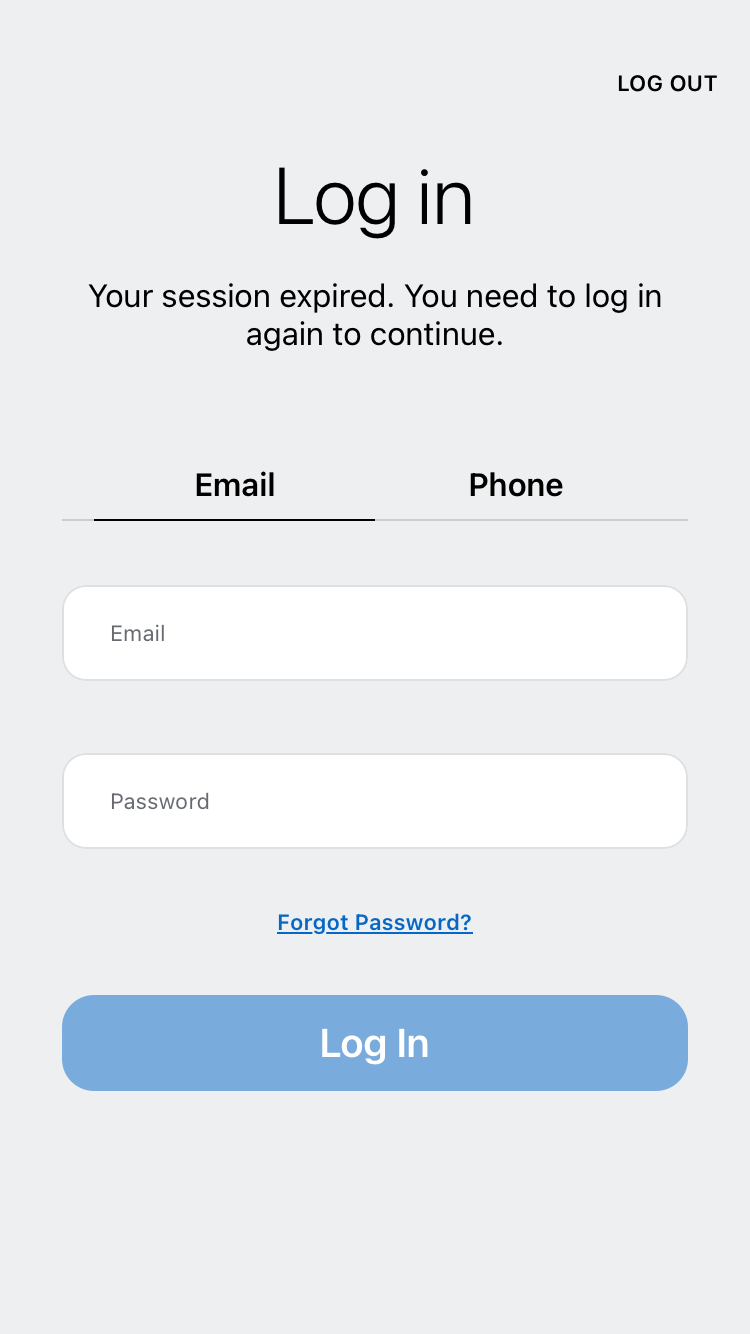 LOG OUT
Log in
Your session expired. You need to log in
again to continue.
Email Phone
Email
Password
Forgot Password?
Log In